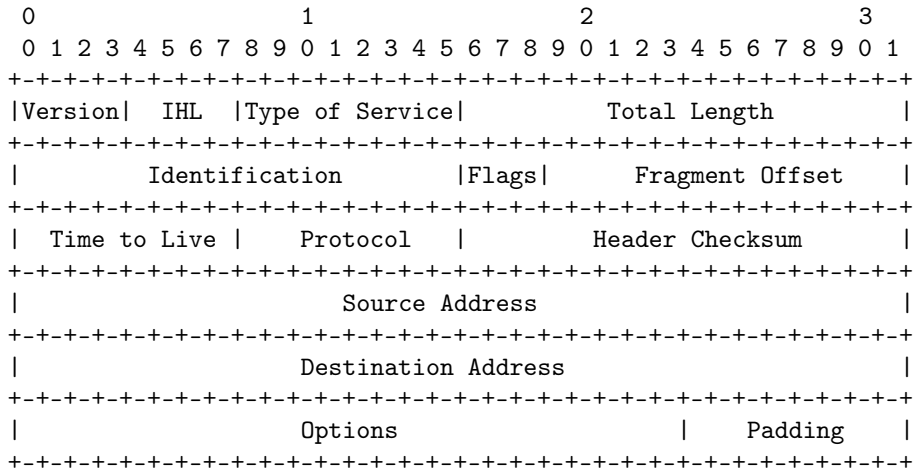 0                   1                   2                   3
0 1 2 3 4 5 6 7 8 9 0 1 2 3 4 5 6 7 8 9 0 1 2 3 4 5 6 7 8 9 0 1
+-+-+-+-+-+-+-+-+-+-+-+-+-+-+-+-+-+-+-+-+-+-+-+-+-+-+-+-+-+-+-+-+
|Version|  IHL  |Type of Service|          Total Length         |
+-+-+-+-+-+-+-+-+-+-+-+-+-+-+-+-+-+-+-+-+-+-+-+-+-+-+-+-+-+-+-+-+
|         Identification        |Flags|      Fragment Offset    |
+-+-+-+-+-+-+-+-+-+-+-+-+-+-+-+-+-+-+-+-+-+-+-+-+-+-+-+-+-+-+-+-+
|  Time to Live |    Protocol   |         Header Checksum       |
+-+-+-+-+-+-+-+-+-+-+-+-+-+-+-+-+-+-+-+-+-+-+-+-+-+-+-+-+-+-+-+-+
|                       Source Address                          |
+-+-+-+-+-+-+-+-+-+-+-+-+-+-+-+-+-+-+-+-+-+-+-+-+-+-+-+-+-+-+-+-+
|                    Destination Address                        |
+-+-+-+-+-+-+-+-+-+-+-+-+-+-+-+-+-+-+-+-+-+-+-+-+-+-+-+-+-+-+-+-+
|                    Options                    |    Padding    |
+-+-+-+-+-+-+-+-+-+-+-+-+-+-+-+-+-+-+-+-+-+-+-+-+-+-+-+-+-+-+-+-+